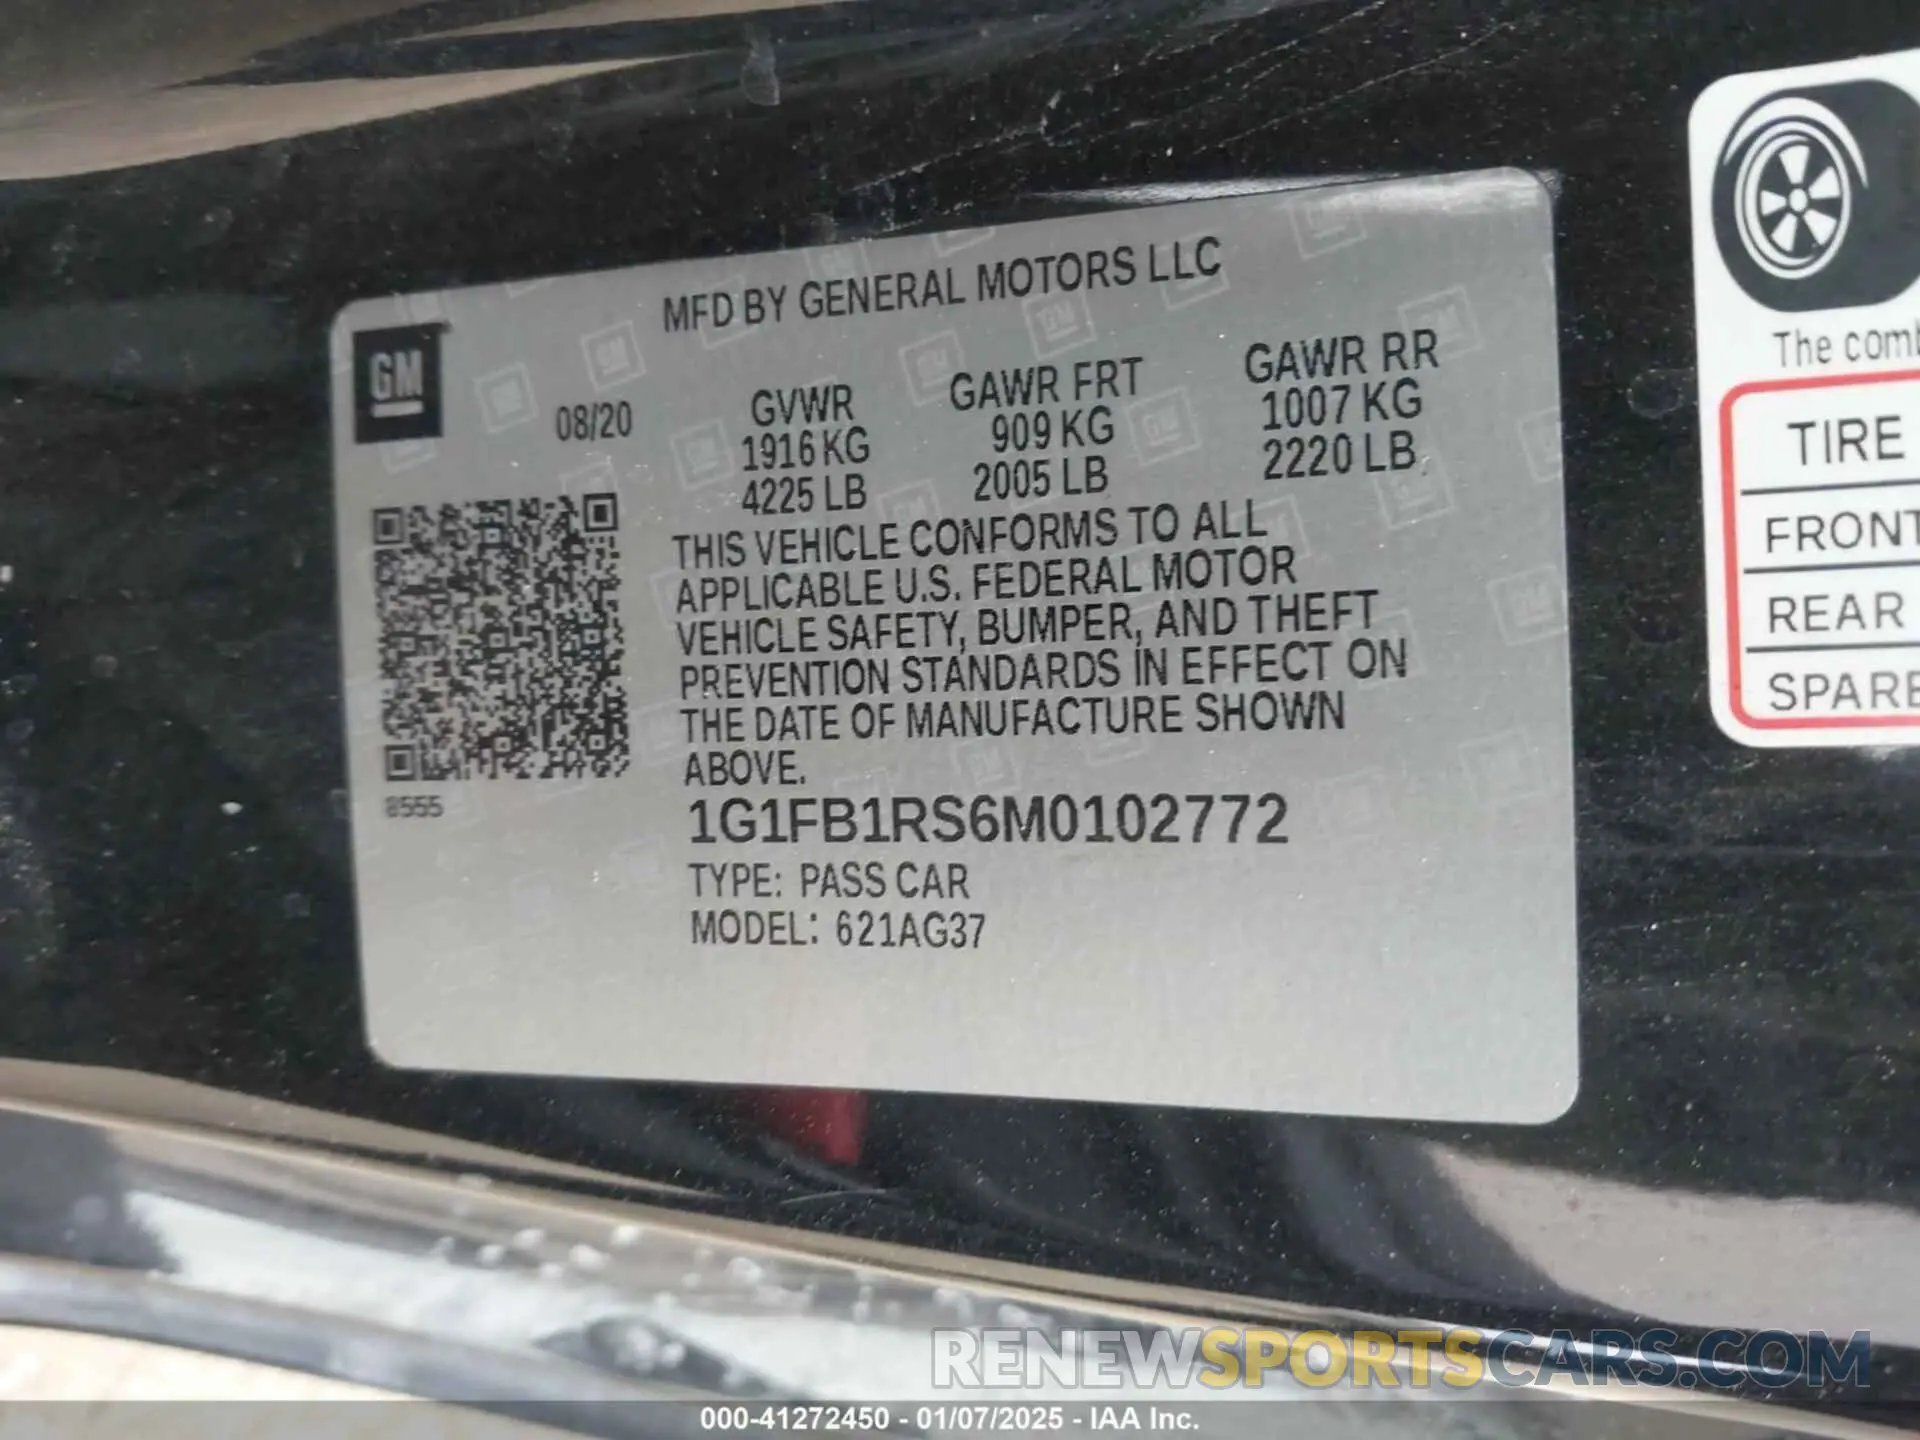 MFD BY GENERAL MOTORS LLC
GM
08/20
GVWR
1916 KG
4225 LB
GAWR FRT
909 KG
2005 LB
GAWR RR
1007 KG
2220 LB
THIS VEHICLE CONFORMS TO ALL
APPLICABLE U.S. FEDERAL MOTOR
VEHICLE SAFETY, BUMPER, AND THEFT
PREVENTION STANDARDS IN EFFECT ON
THE DATE OF MANUFACTURE SHOWN
ABOVE.
8555
1G1FB1RS6M0102772
TYPE: PASS CAR
MODEL: 621AG37
The comb
TIRE
FRONT
REAR
SPARE
RENEWSPORTSCARS.COM
000-41272450 - 01/07/2025 - IAA Inc.